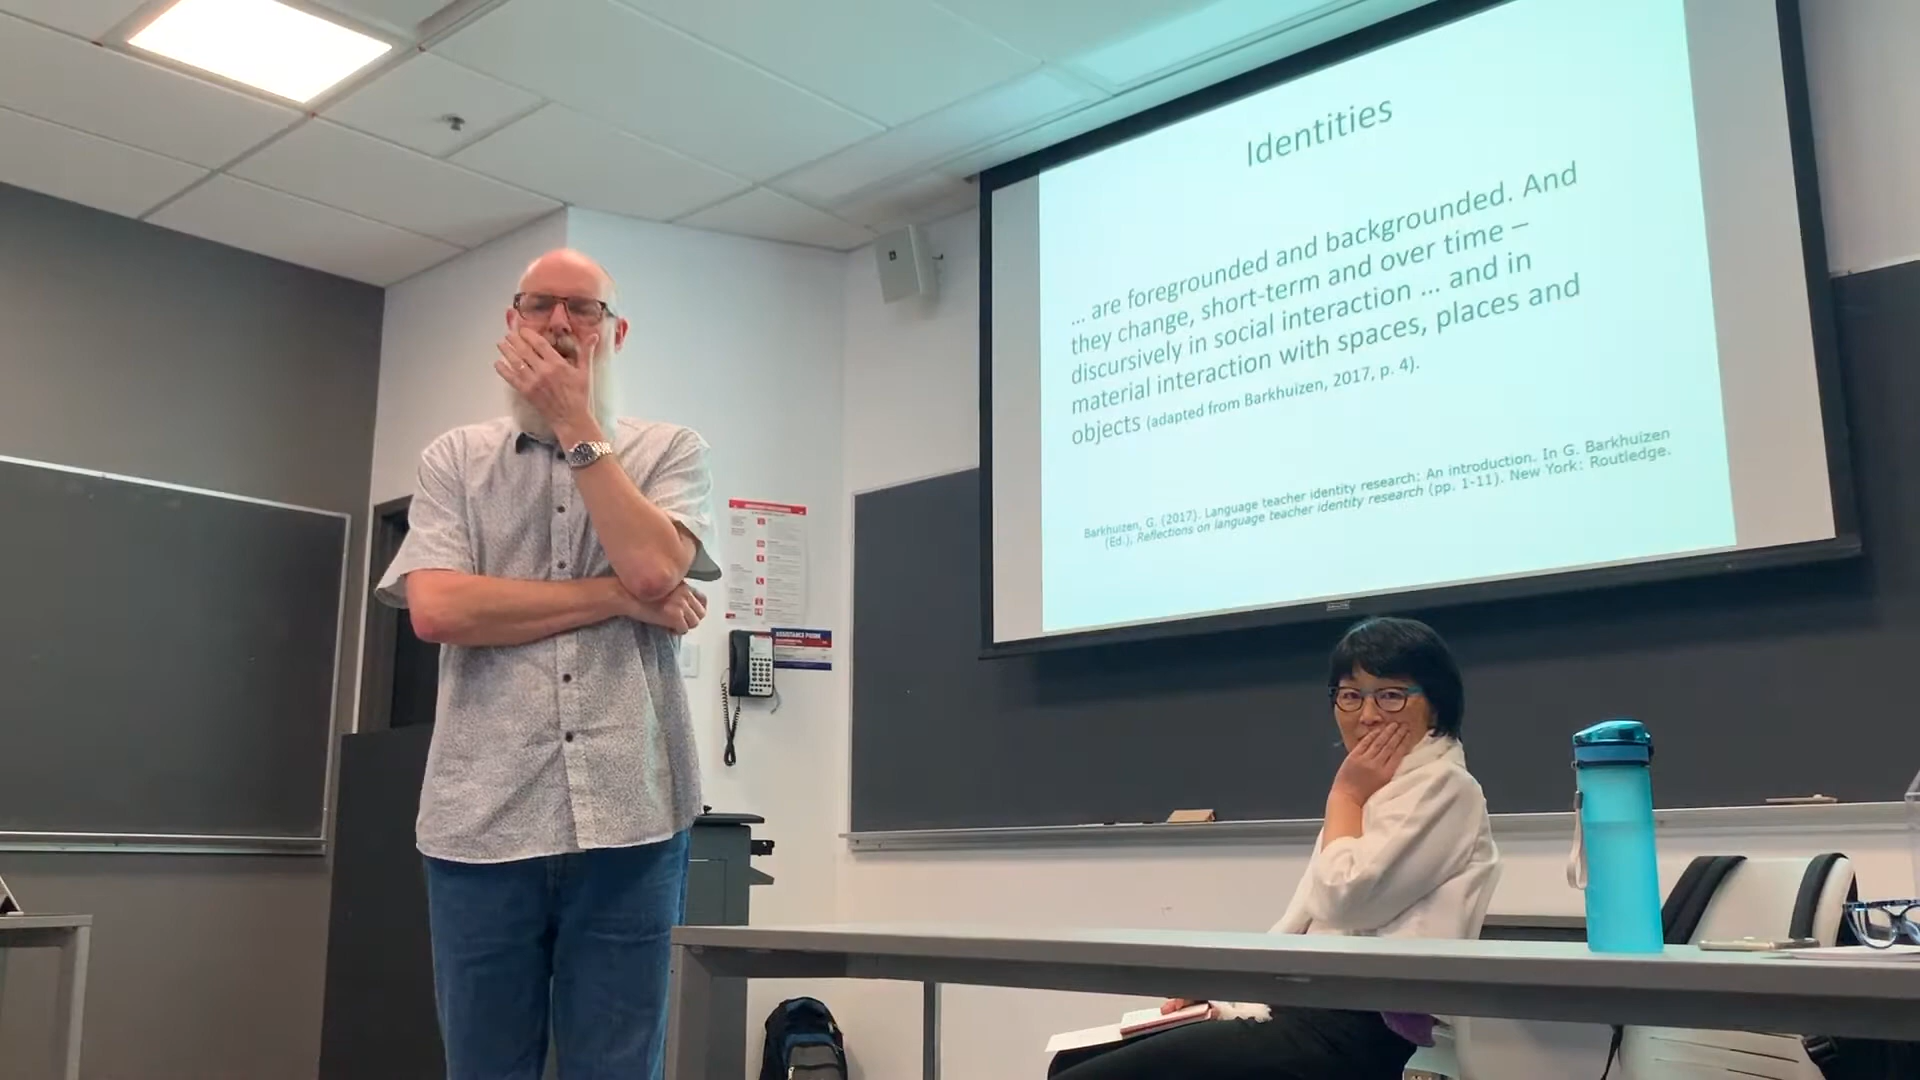 Identities
... are foregrounded and backgrounded. And
they change, short-term and over time –
discursively in social interaction ... and in
material interaction with spaces, places and
objects (adapted from Barkhuizen, 2017, p. 4).
Barkhuizen, G. (2017). Language teacher identity research: An introduction. In G. Barkhuizen
(Ed.), Reflections on language teacher identity research (pp. 1-11). New York: Routledge.
ASSISTANCE PHONE